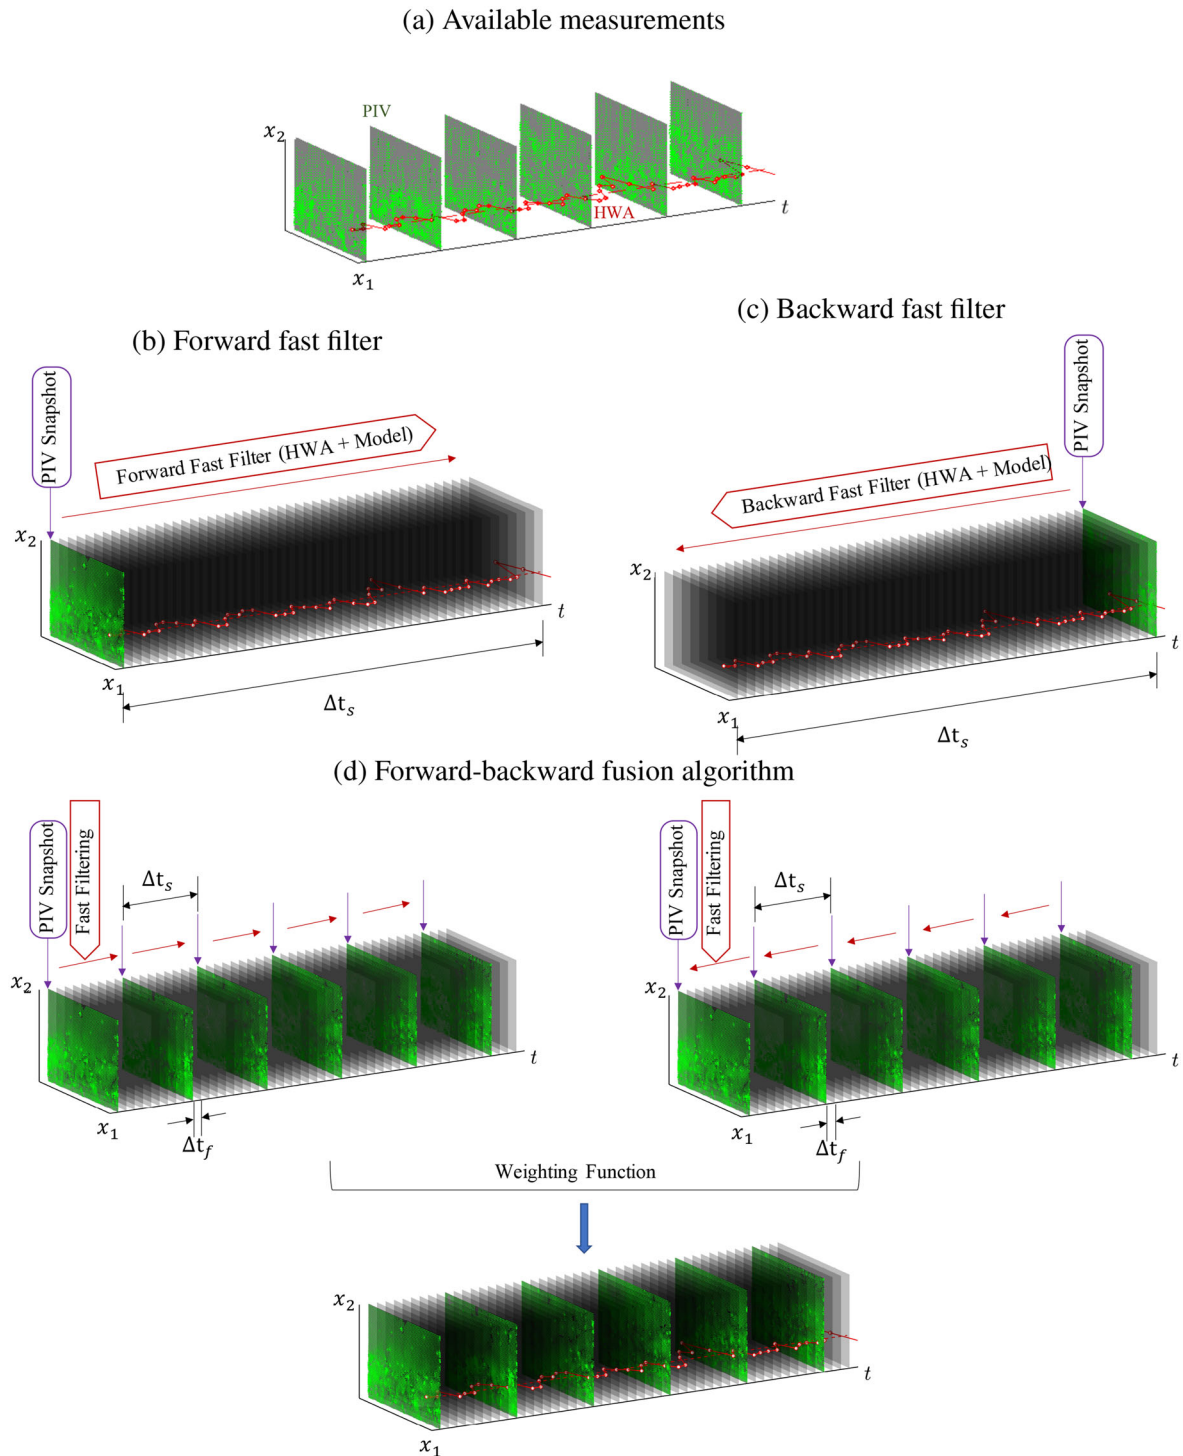 (a) Available measurements
PIV
x₂
HWA
t
x₁
(b) Forward fast filter
(c) Backward fast filter
PIV Snapshot
Forward Fast Filter (HWA + Model)
x₂
t
x₁
Δtₛ
PIV Snapshot
Backward Fast Filter (HWA + Model)
x₂
t
x₁
Δtₛ
(d) Forward-backward fusion algorithm
PIV Snapshot
Fast Filtering
Δtₛ
x₂
t
x₁
Δt_f
PIV Snapshot
Fast Filtering
Δtₛ
x₂
t
x₁
Δt_f
Weighting Function
x₂
t
x₁